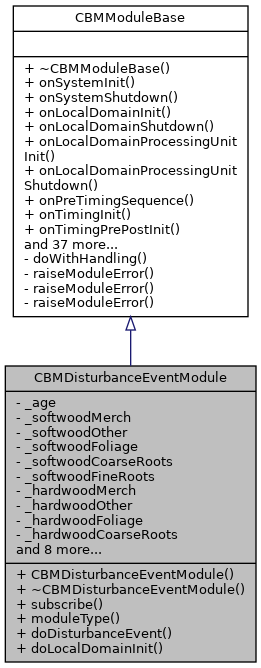 CBMModuleBase
+ ~CBMModuleBase()
+ onSystemInit()
+ onSystemShutdown()
+ onLocalDomainInit()
+ onLocalDomainShutdown()
+ onLocalDomainProcessingUnit
Init()
+ onLocalDomainProcessingUnit
Shutdown()
+ onPreTimingSequence()
+ onTimingInit()
+ onTimingPrePostInit()
and 37 more...
- doWithHandling()
- raiseModuleError()
- raiseModuleError()
- raiseModuleError()
CBMDisturbanceEventModule
- _age
- _softwoodMerch
- _softwoodOther
- _softwoodFoliage
- _softwoodCoarseRoots
- _softwoodFineRoots
- _hardwoodMerch
- _hardwoodOther
- _hardwoodFoliage
- _hardwoodCoarseRoots
and 8 more...
+ CBMDisturbanceEventModule()
+ ~CBMDisturbanceEventModule()
+ subscribe()
+ moduleType()
+ doDisturbanceEvent()
+ doLocalDomainInit()